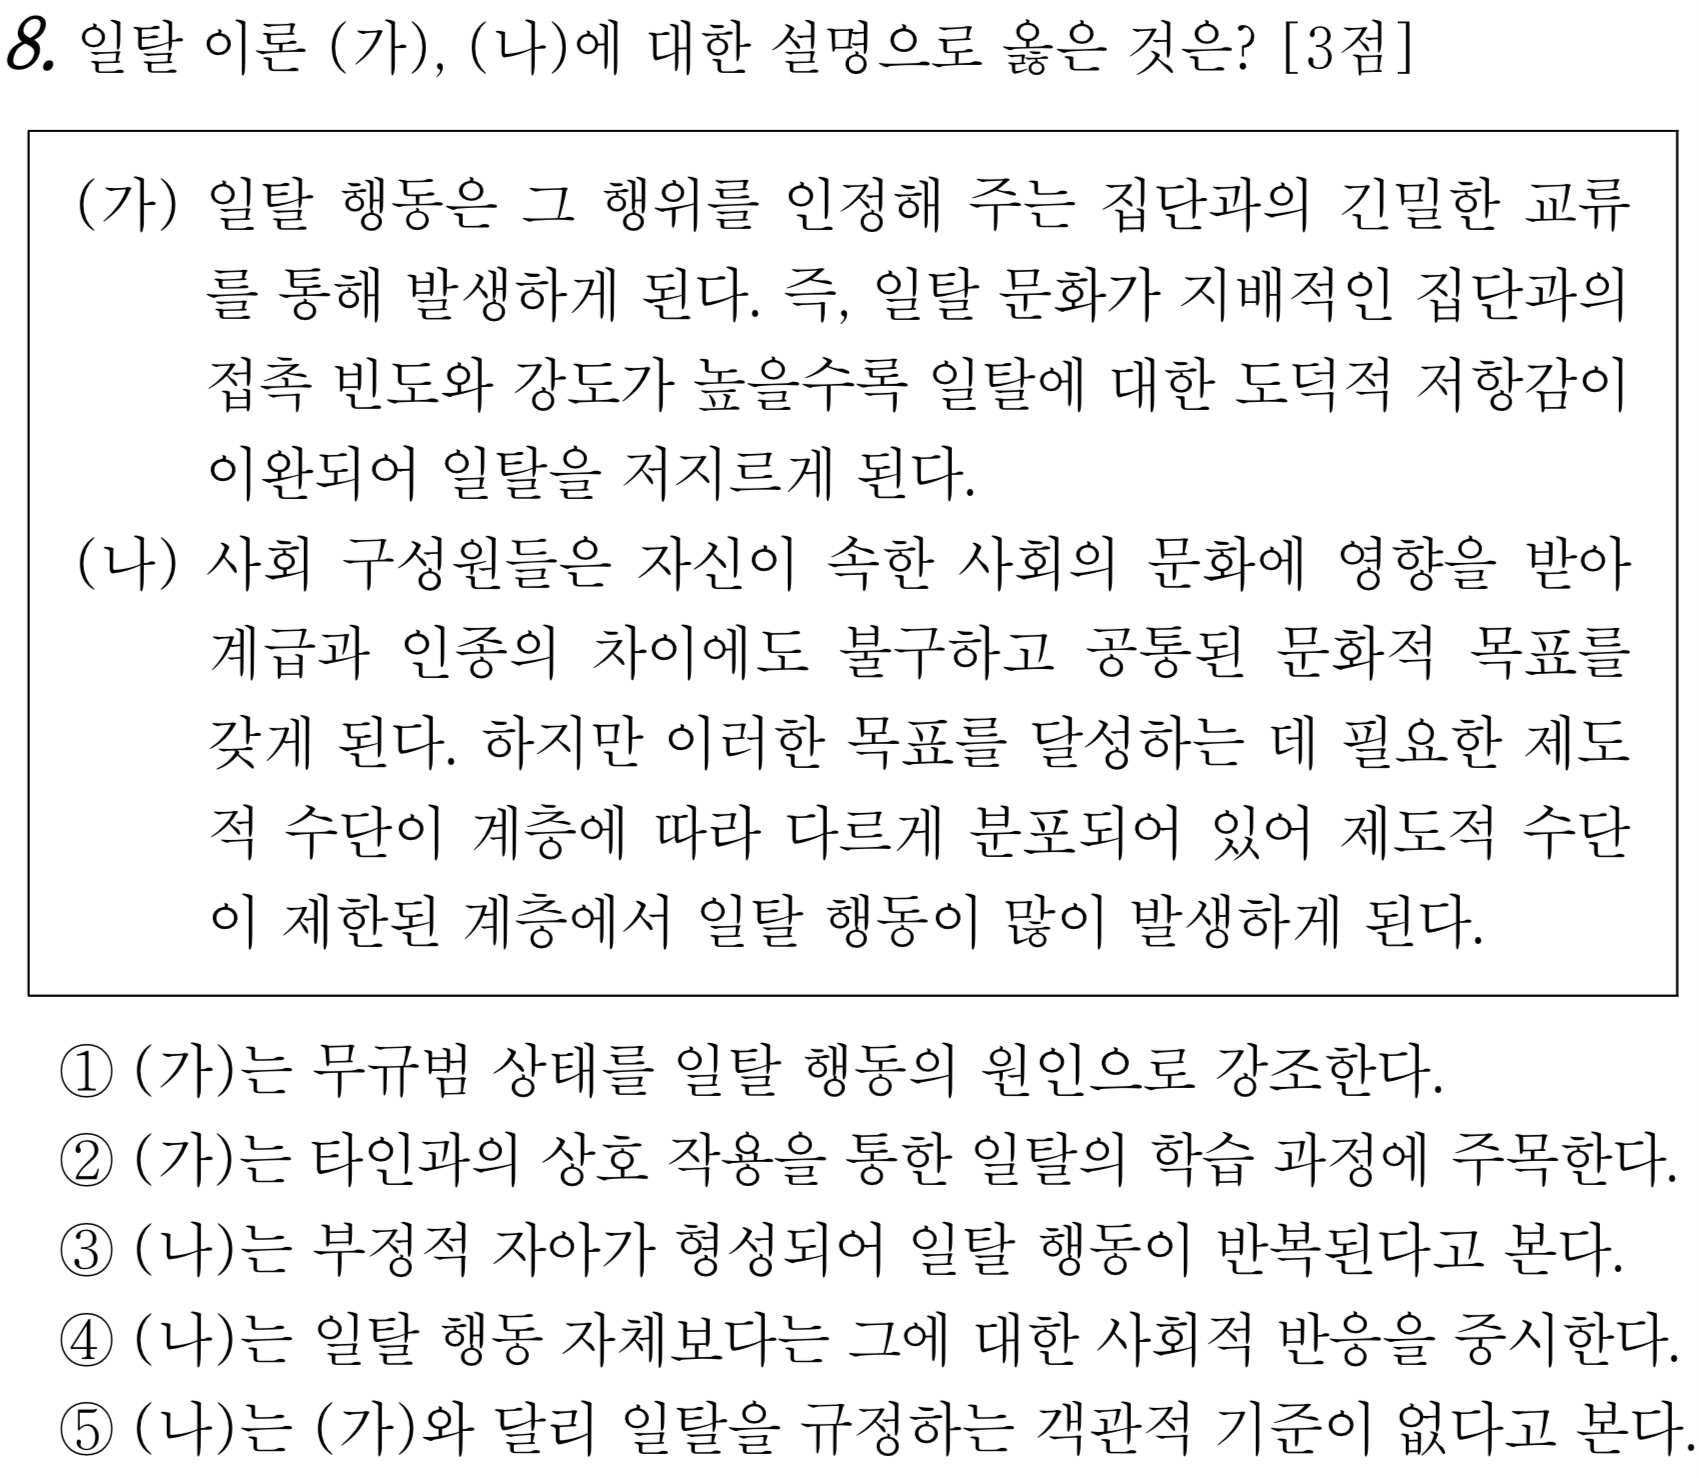 8. 일탈 이론 (가), (나)에 대한 설명으로 옳은 것은? [3점]
(가) 일탈 행동은 그 행위를 인정해 주는 집단과의 긴밀한 교류
를 통해 발생하게 된다. 즉, 일탈 문화가 지배적인 집단과의
접촉 빈도와 강도가 높을수록 일탈에 대한 도덕적 저항감이
이완되어 일탈을 저지르게 된다.
(나) 사회 구성원들은 자신이 속한 사회의 문화에 영향을 받아
계급과 인종의 차이에도 불구하고 공통된 문화적 목표를
갖게 된다. 하지만 이러한 목표를 달성하는 데 필요한 제도
적 수단이 계층에 따라 다르게 분포되어 있어 제도적 수단
이 제한된 계층에서 일탈 행동이 많이 발생하게 된다.
① (가)는 무규범 상태를 일탈 행동의 원인으로 강조한다.
② (가)는 타인과의 상호 작용을 통한 일탈의 학습 과정에 주목한다.
③ (나)는 부정적 자아가 형성되어 일탈 행동이 반복된다고 본다.
④ (나)는 일탈 행동 자체보다는 그에 대한 사회적 반응을 중시한다.
⑤ (나)는 (가)와 달리 일탈을 규정하는 객관적 기준이 없다고 본다.